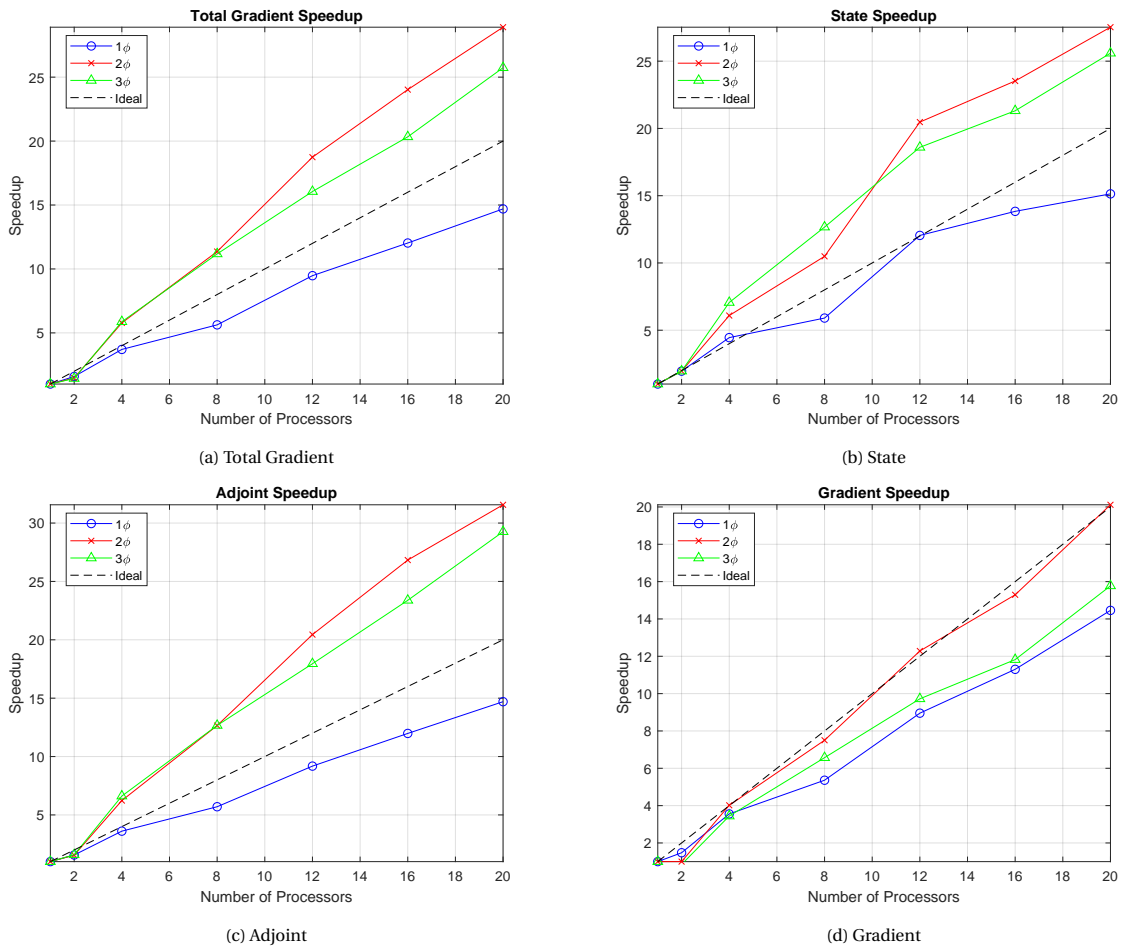 Total Gradient Speedup
1ϕ
2ϕ
3ϕ
Ideal
25
20
15
10
5
Speedup
2 4 6 8 10 12 14 16 18 20
Number of Processors
(a) Total Gradient
State Speedup
1ϕ
2ϕ
3ϕ
Ideal
25
20
15
10
5
Speedup
2 4 6 8 10 12 14 16 18 20
Number of Processors
(b) State
Adjoint Speedup
1ϕ
2ϕ
3ϕ
Ideal
30
25
20
15
10
5
Speedup
2 4 6 8 10 12 14 16 18 20
Number of Processors
(c) Adjoint
Gradient Speedup
1ϕ
2ϕ
3ϕ
Ideal
20
18
16
14
12
10
8
6
4
2
Speedup
2 4 6 8 10 12 14 16 18 20
Number of Processors
(d) Gradient